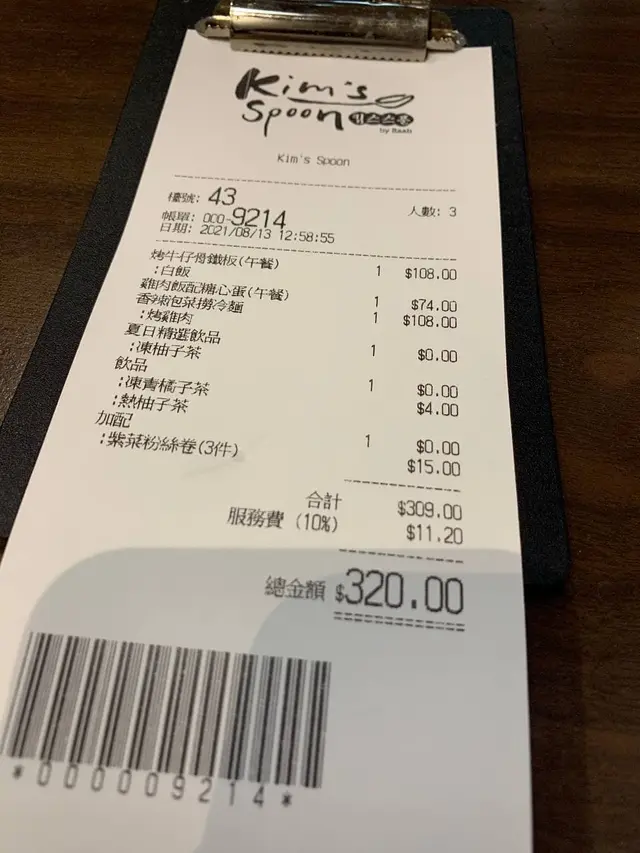 Kim's
Spoon 킴스스푼
by Baab
Kim's Spoon
檯號: 43
人數: 3
帳單: 000-9214
日期: 2021/08/13 12:58:55
烤牛仔骨鐵板(午餐) 1 $108.00
:白飯
雞肉飯配糖心蛋(午餐) 1 $74.00
香辣泡菜撈冷麵 1 $108.00
:烤雞肉
夏日精選飲品 1 $0.00
:凍柚子茶
飲品 1 $0.00
:凍青橘子茶 $4.00
:熱柚子茶
加配 1 $0.00
:紫菜粉絲卷(3件) $15.00
合計 $309.00
服務費 (10%) $11.20
總金額 $320.00
*000009214*